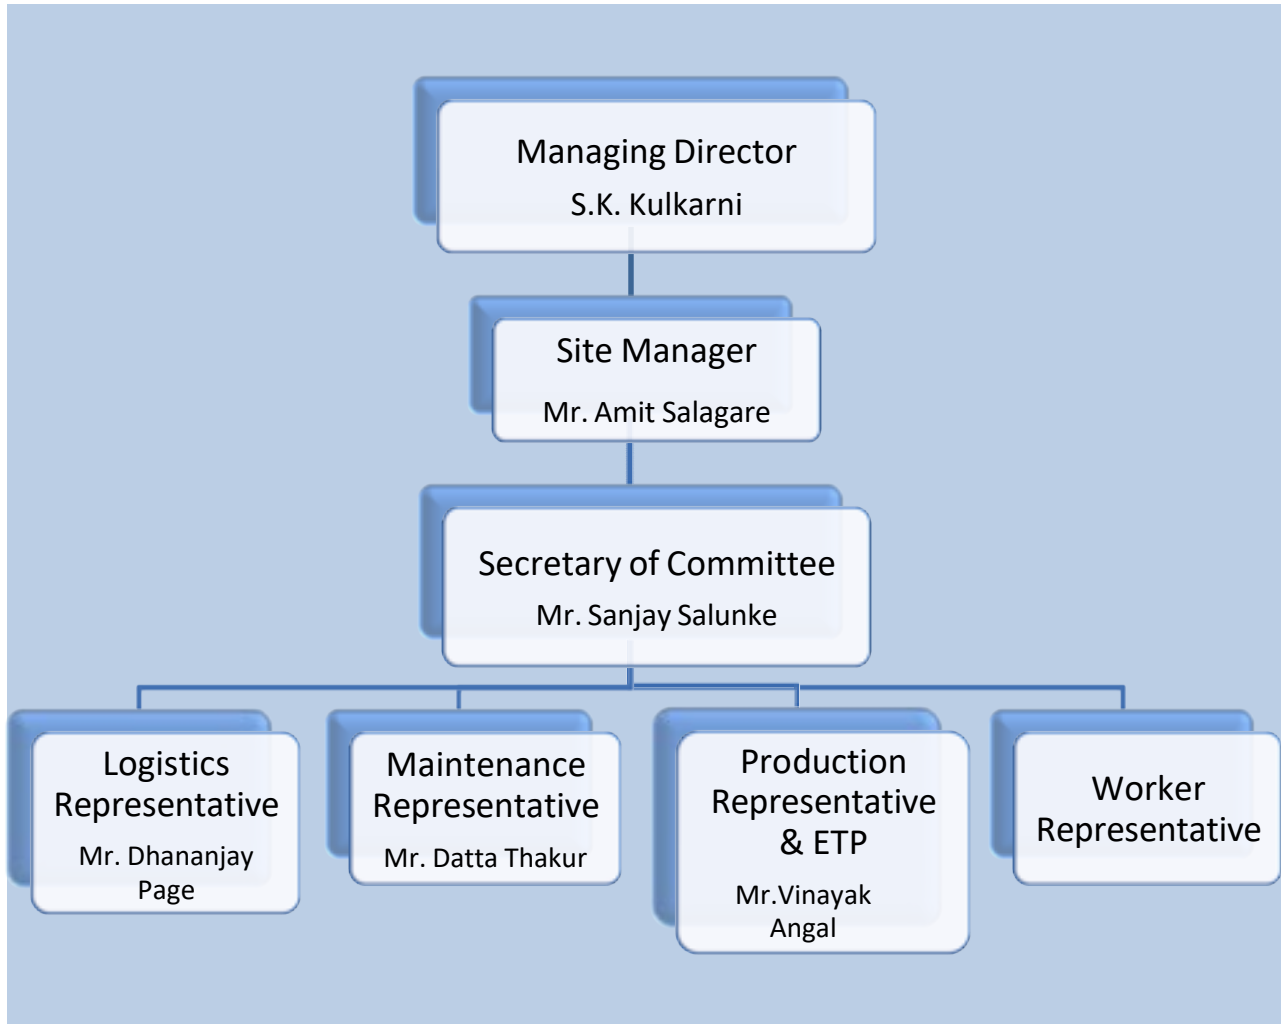 Managing Director
S.K. Kulkarni
Site Manager
Mr. Amit Salagare
Secretary of Committee
Mr. Sanjay Salunke
Logistics
Representative
Mr. Dhananjay
Page
Maintenance
Representative
Mr. Datta Thakur
Production
Representative
& ETP
Mr.Vinayak
Angal
Worker
Representative